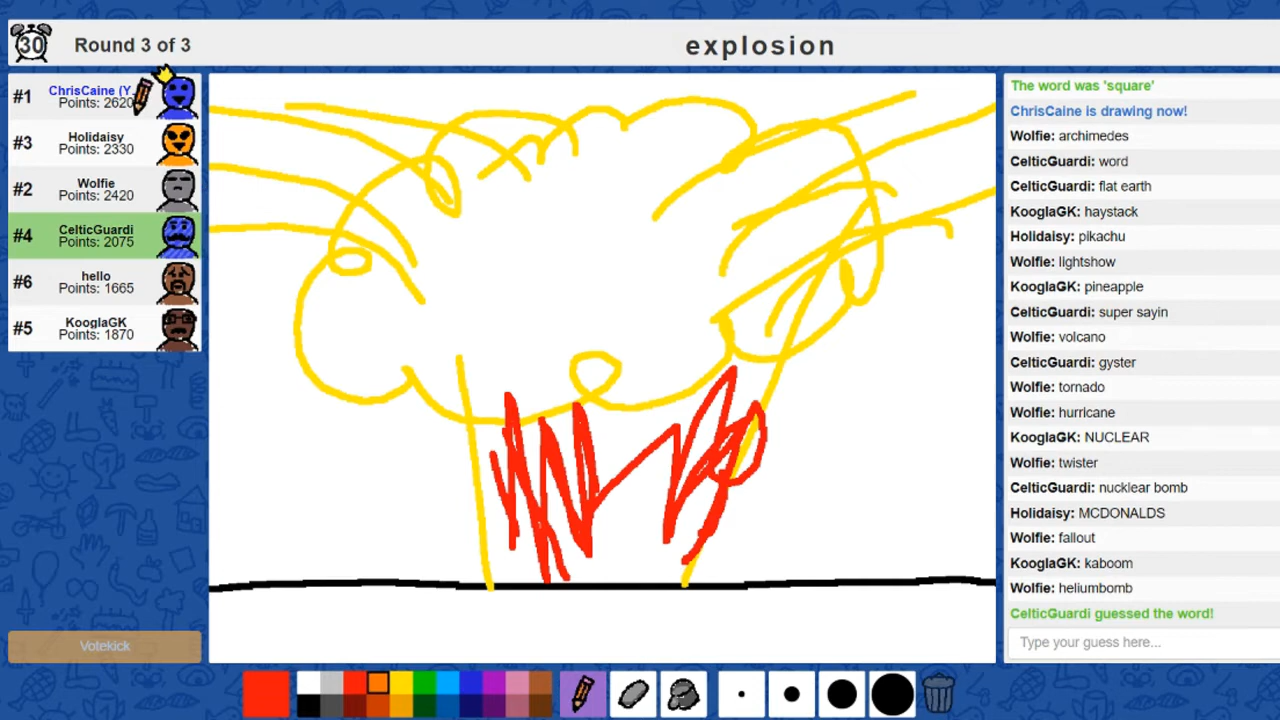 30
Round 3 of 3
explosion
#1
ChrisCaine (Y
Points: 2620
#3
Holidaisy
Points: 2330
#2
Wolfie
Points: 2420
#4
CelticGuardi
Points: 2075
#6
hello
Points: 1665
#5
KooglaGK
Points: 1870
Votekick
The word was 'square'
ChrisCaine is drawing now!
Wolfie: archimedes
CelticGuardi: word
CelticGuardi: flat earth
KooglaGK: haystack
Holidaisy: pikachu
Wolfie: lightshow
KooglaGK: pineapple
CelticGuardi: super sayin
Wolfie: volcano
CelticGuardi: gyster
Wolfie: tornado
Wolfie: hurricane
KooglaGK: NUCLEAR
Wolfie: twister
CelticGuardi: nucklear bomb
Holidaisy: MCDONALDS
Wolfie: fallout
KooglaGK: kaboom
Wolfie: heliumbomb
CelticGuardi guessed the word!
Type your guess here...